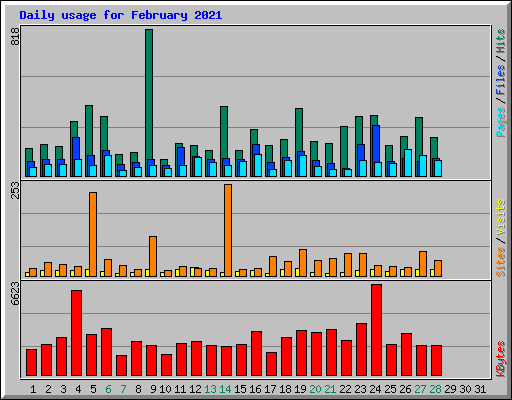 Daily usage for February 2021
818
Pages / Files / Hits
253
Sites / Visits
6623
KBytes
1 2 3 4 5 6 7 8 9 10 11 12 13 14 15 16 17 18 19 20 21 22 23 24 25 26 27 28 29 30 31